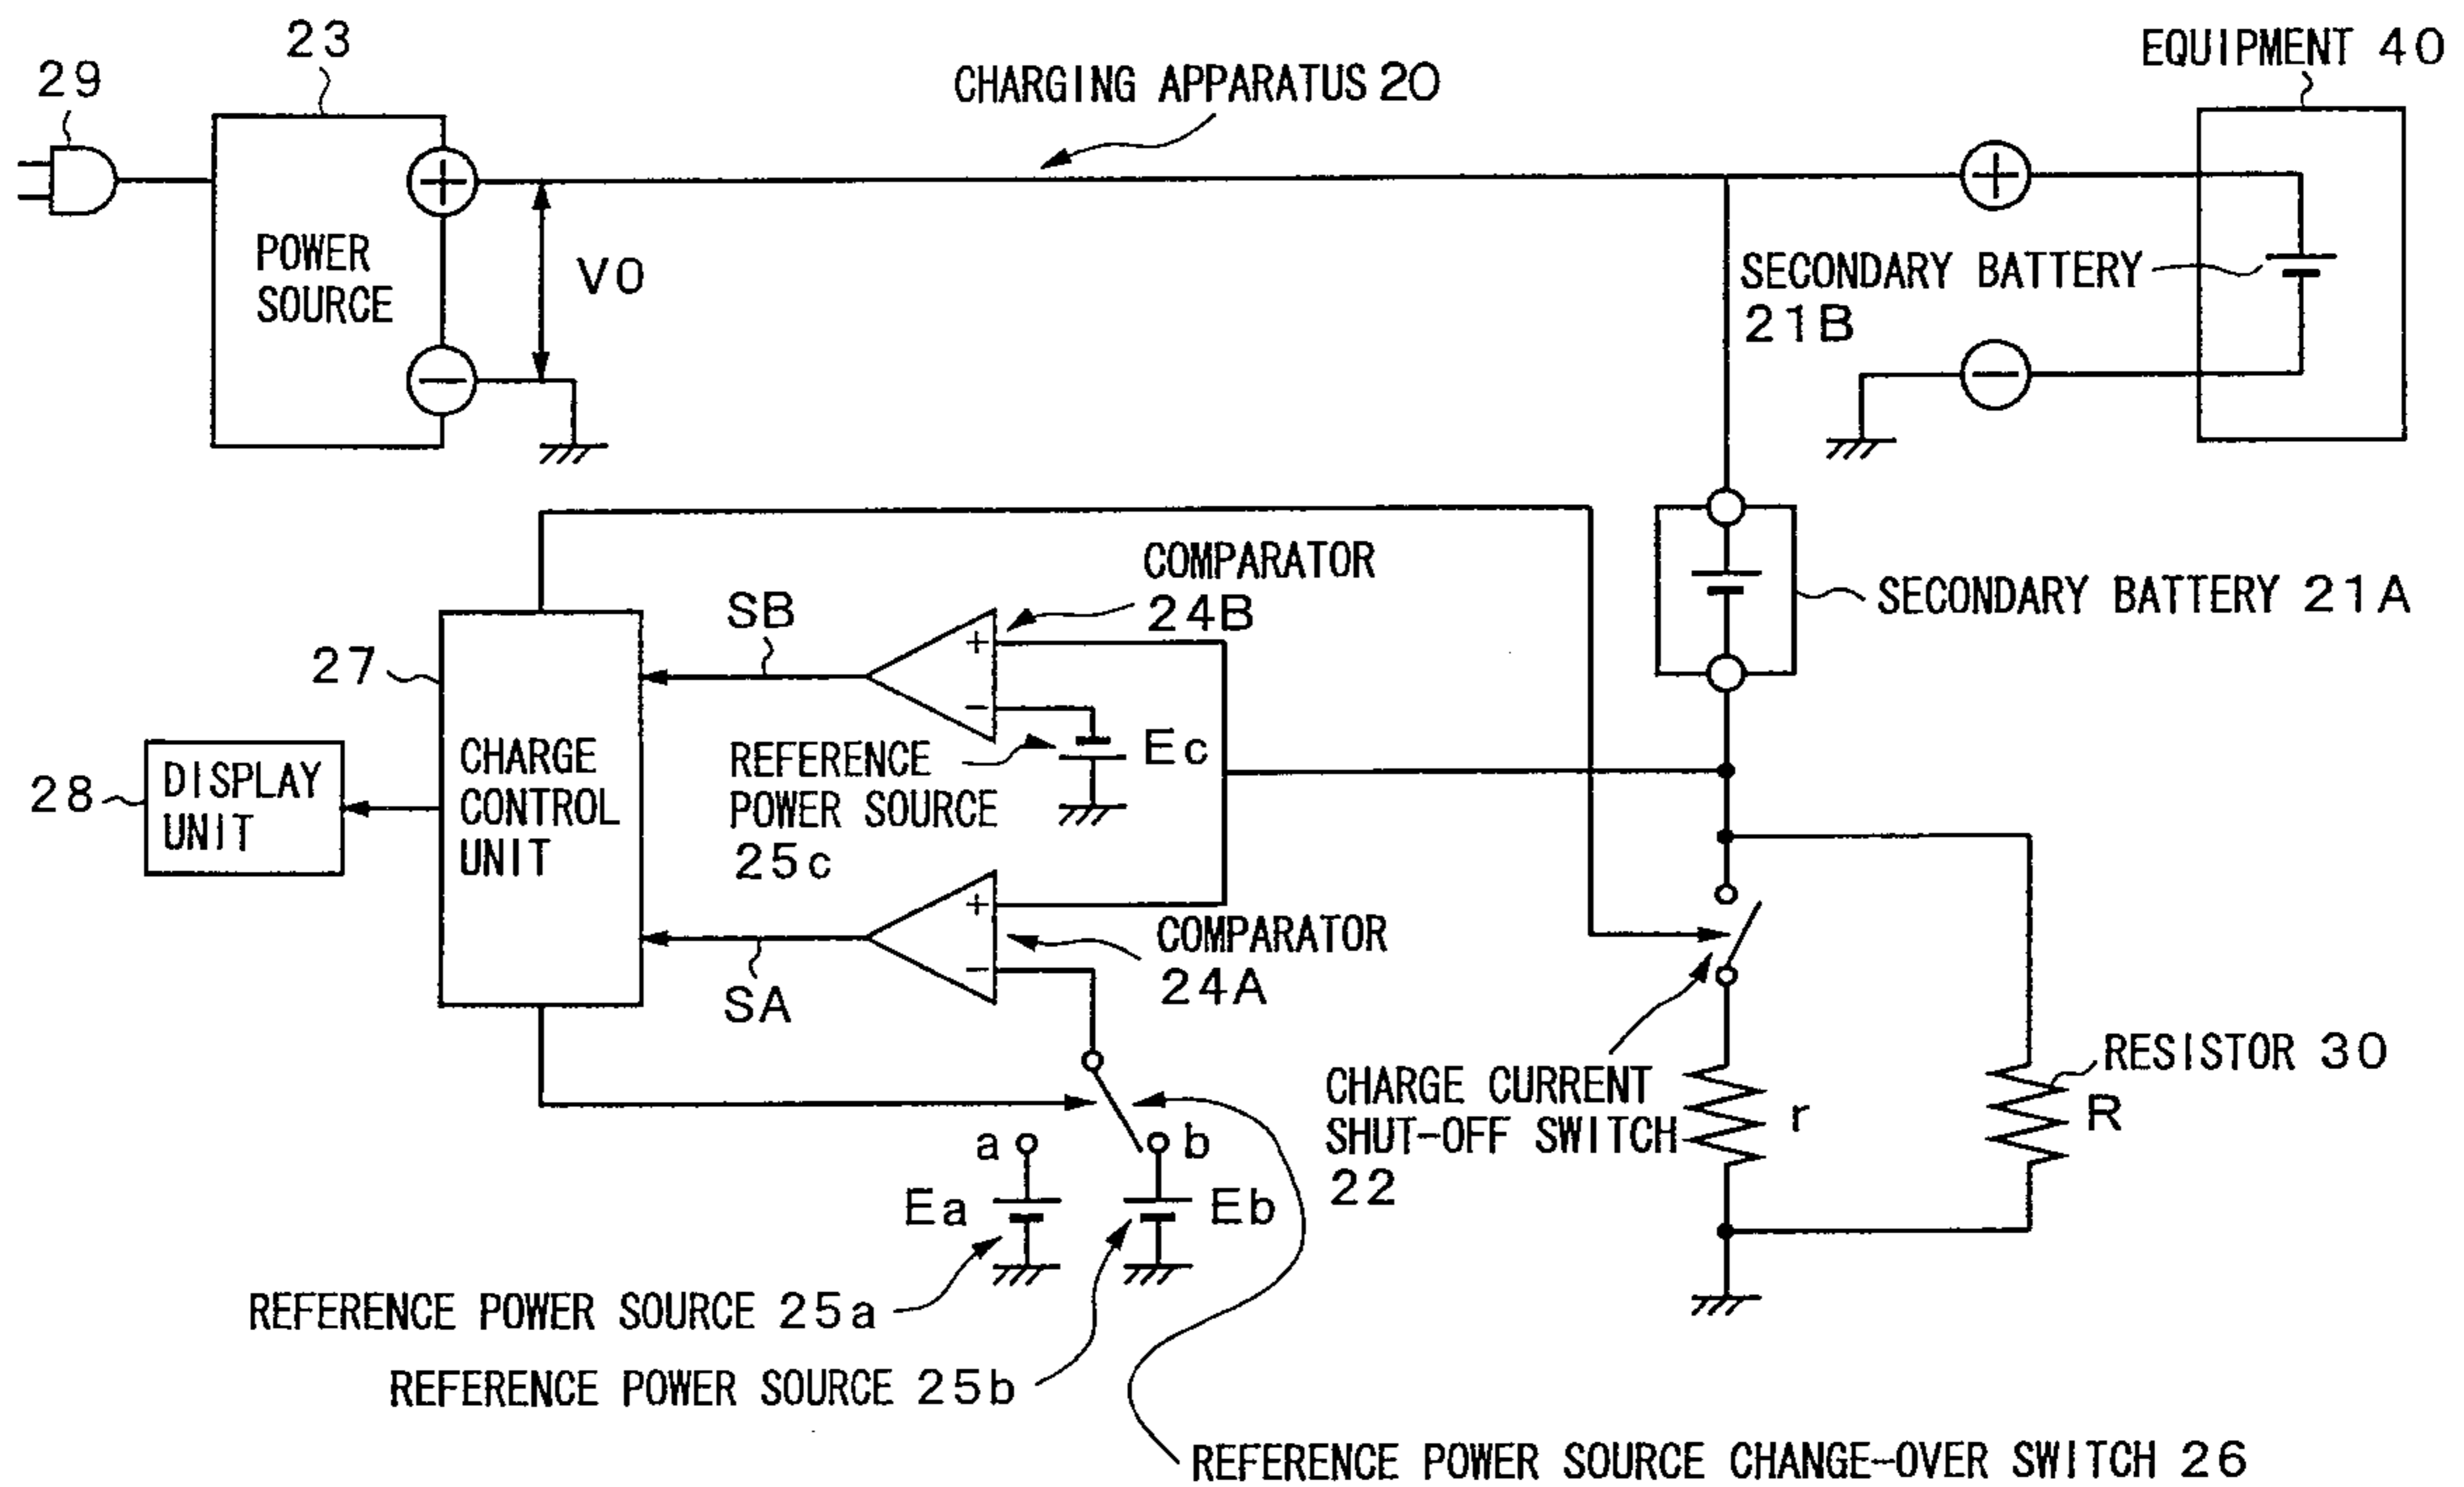 23
29
CHARGING APPARATUS 20
EQUIPMENT 40
+
+
POWER
SOURCE
V0
SECONDARY BATTERY
21B
−
−
COMPARATOR
24B
SECONDARY BATTERY 21A
SB
+
27
−
REFERENCE
POWER SOURCE
25c
Ec
CHARGE
CONTROL
UNIT
28
DISPLAY
UNIT
+
COMPARATOR
24A
−
SA
RESISTOR 30
R
CHARGE CURRENT
SHUT-OFF SWITCH
22
r
a
b
Ea
Eb
REFERENCE POWER SOURCE 25a
REFERENCE POWER SOURCE 25b
REFERENCE POWER SOURCE CHANGE-OVER SWITCH 26